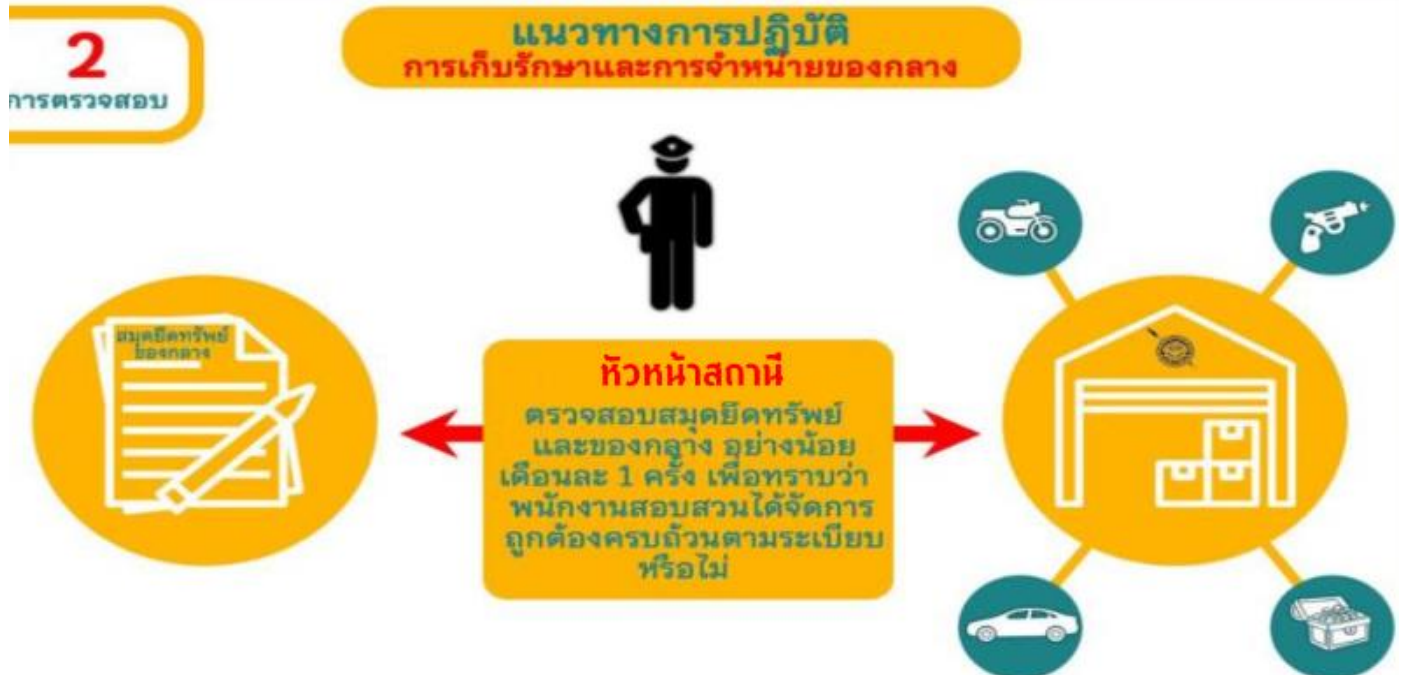 2
การตรวจสอบ
แนวทางการปฏิบัติ
การเก็บรักษาและการจำหน่ายของกลาง
สมุดยึดทรัพย์
ของกลาง
หัวหน้าสถานี
ตรวจสอบสมุดยึดทรัพย์
และของกลาง อย่างน้อย
เดือนละ 1 ครั้ง เพื่อทราบว่า
พนักงานสอบสวนได้จัดการ
ถูกต้องครบถ้วนตามระเบียบ
หรือไม่